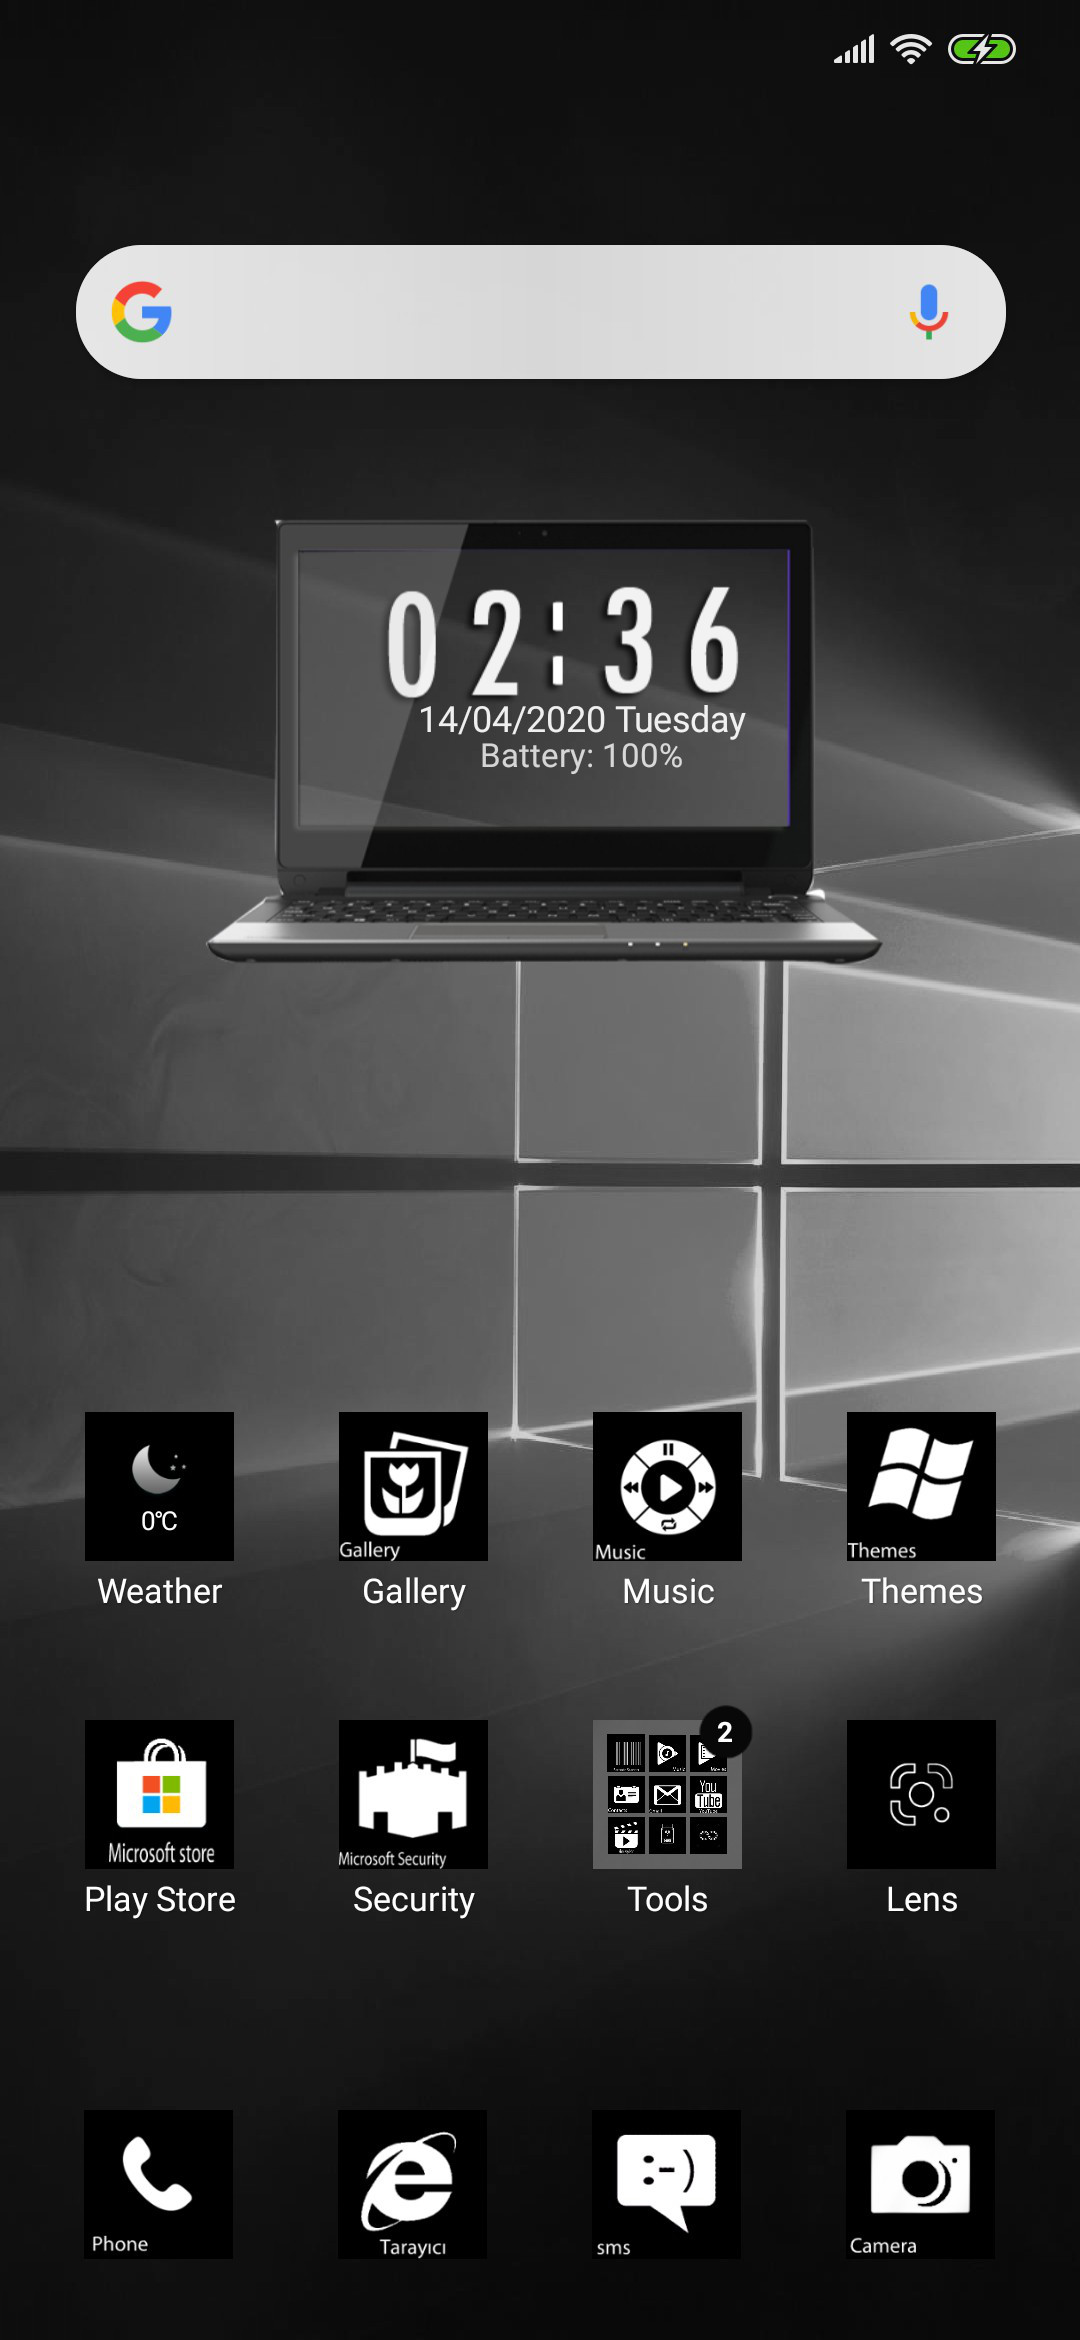 02:36
14/04/2020 Tuesday
Battery: 100%
0℃
Gallery
Music
Themes
Weather
Gallery
Music
Themes
Microsoft store
Microsoft Security
2
You
Tube
YouTube
Play Store
Security
Tools
Lens
Phone
Tarayıcı
:-)
sms
Camera